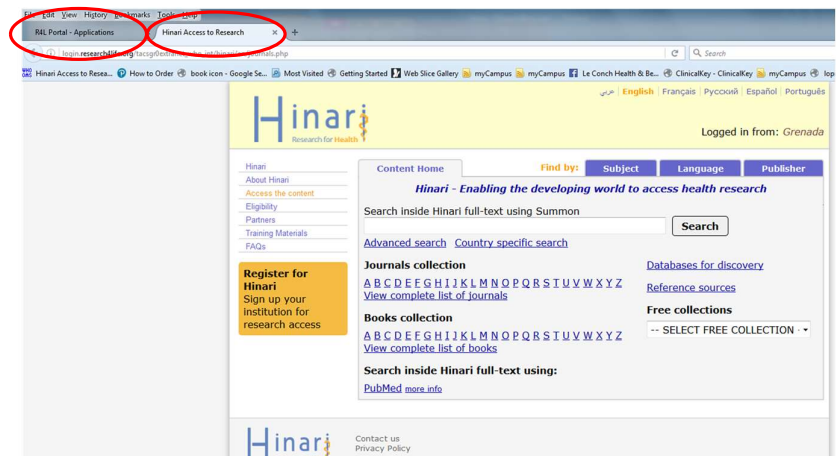 File Edit View History Bookmarks Tools Help
R4L Portal - Applications
Hinari Access to Research × +
Search
Hinari Access to Resea... How to Order book icon - Google Se... Most Visited Getting Started Web Slice Gallery myCampus myCampus Le Conch Health & Be... ClinicalKey - ClinicalKey myCampus lop
عربي | English | Français | Русский | Español | Português
Hinari
Research for Health
Logged in from: Grenada
Hinari
About Hinari
Access the content
Eligibility
Partners
Training Materials
FAQs
Register for
Hinari
Sign up your
institution for
research access
Content Home Find by: Subject Language Publisher
Hinari - Enabling the developing world to access health research
Search inside Hinari full-text using Summon
Search
Advanced search Country specific search
Journals collection
A B C D E F G H I J K L M N O P Q R S T U V W X Y Z
View complete list of journals
Books collection
A B C D E F G H I J K L M N O P Q R S T U V W X Y Z
View complete list of books
Search inside Hinari full-text using:
PubMed more info
Databases for discovery
Reference sources
Free collections
-- SELECT FREE COLLECTION -
Hinari
Contact us
Privacy Policy